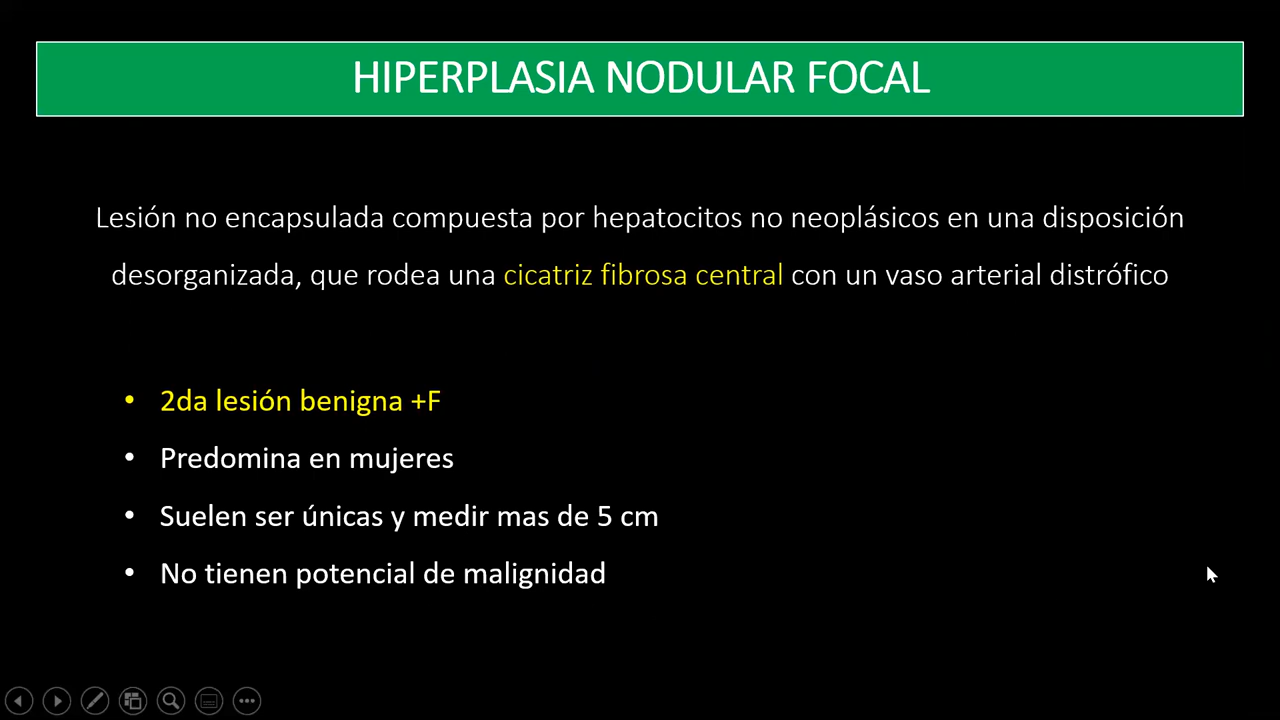 HIPERPLASIA NODULAR FOCAL
Lesión no encapsulada compuesta por hepatocitos no neoplásicos en una disposición
desorganizada, que rodea una cicatriz fibrosa central con un vaso arterial distrófico
• 2da lesión benigna +F
• Predomina en mujeres
• Suelen ser únicas y medir mas de 5 cm
• No tienen potencial de malignidad